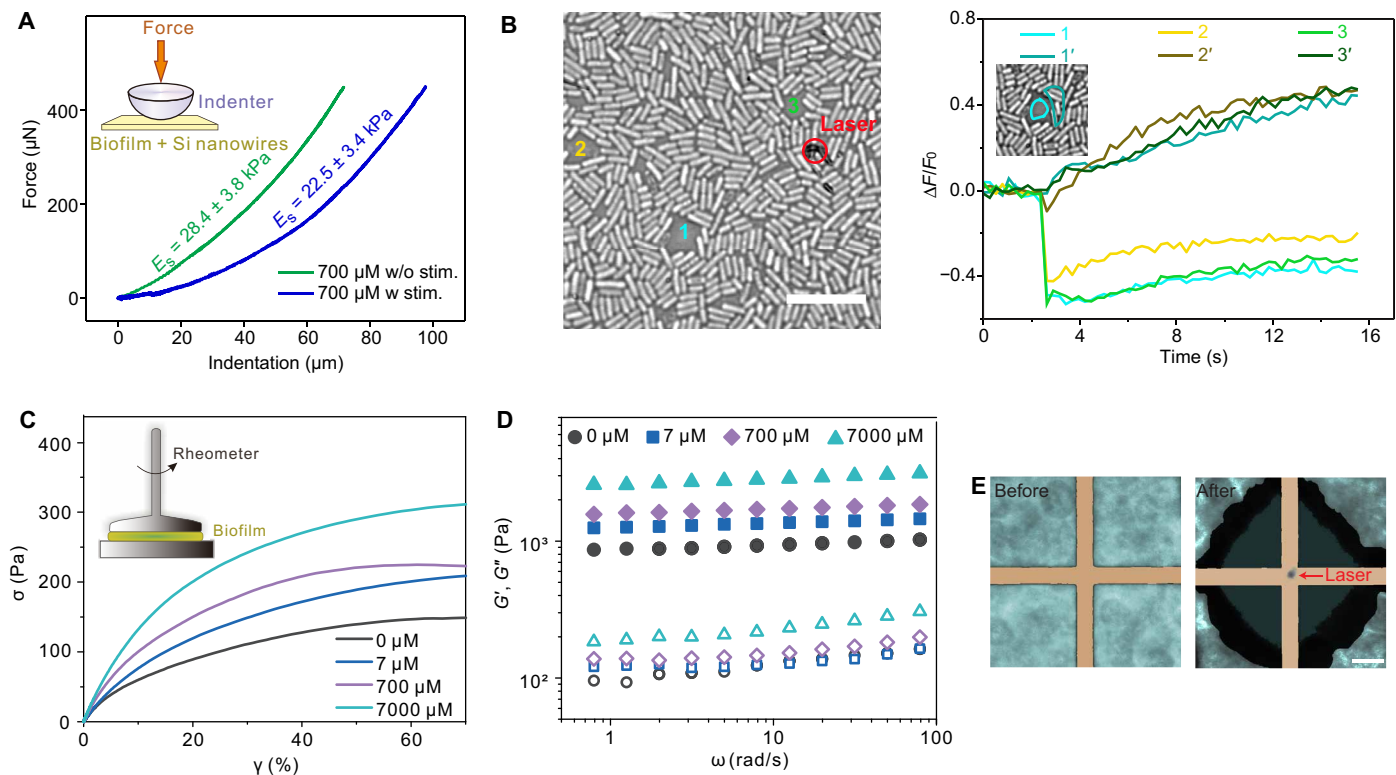 A
Force
Indenter
Biofilm + Si nanowires
Eₛ = 28.4 ± 3.8 kPa
Eₛ = 22.5 ± 3.4 kPa
700 µM w/o stim.
700 µM w stim.
Force (µN)
400
200
0
0 20 40 60 80 100
Indentation (µm)
B
3
Laser
2
1
1 2 3
1′ 2′ 3′
ΔF/F₀
0.8
0.4
0.0
−0.4
0 4 8 12 16
Time (s)
C
Rheometer
Biofilm
0 µM
7 µM
700 µM
7000 µM
σ (Pa)
400
300
200
100
0
0 20 40 60
γ (%)
D
0 µM 7 µM 700 µM 7000 µM
G′, G″ (Pa)
10³
10²
1 10 100
ω (rad/s)
E
Before
After
Laser